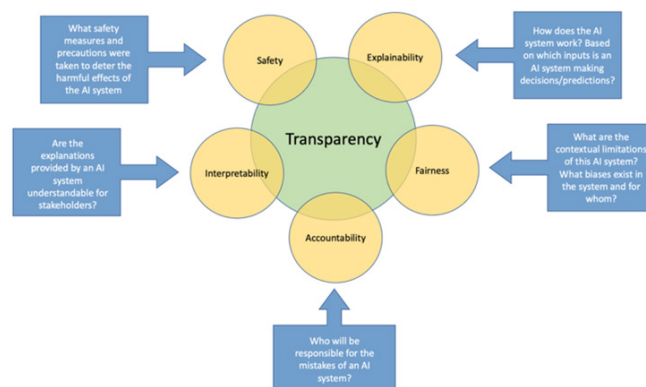 What safety
measures and
precautions were
taken to deter the
harmful effects of
the AI system
Safety
Explainability
How does the AI
system work? Based
on which inputs is an
AI system making
decisions/predictions?
Transparency
Are the
explanations
provided by an AI
system
understandable for
stakeholders?
Interpretability
Fairness
What are the
contextual limitations
of this AI system?
What biases exist in
the system and for
whom?
Accountability
Who will be
responsible for the
mistakes of an AI
system?